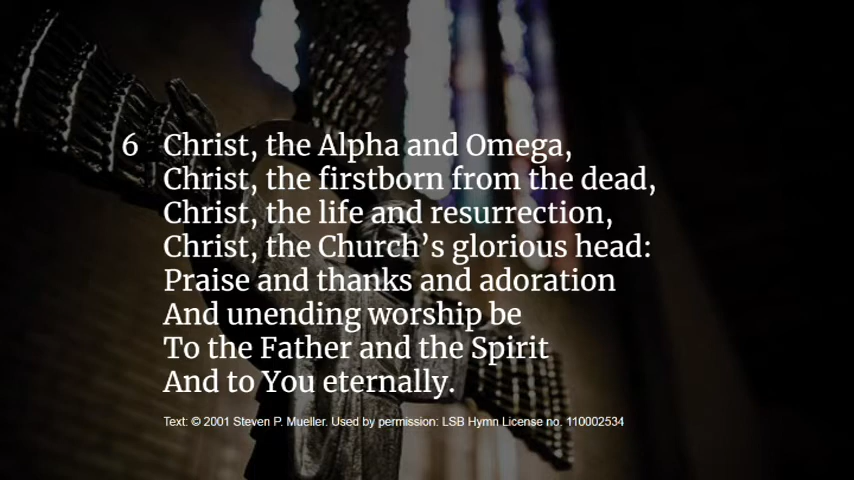 6 Christ, the Alpha and Omega,
Christ, the firstborn from the dead,
Christ, the life and resurrection,
Christ, the Church’s glorious head:
Praise and thanks and adoration
And unending worship be
To the Father and the Spirit
And to You eternally.
Text: © 2001 Steven P. Mueller. Used by permission: LSB Hymn License no. 110002534